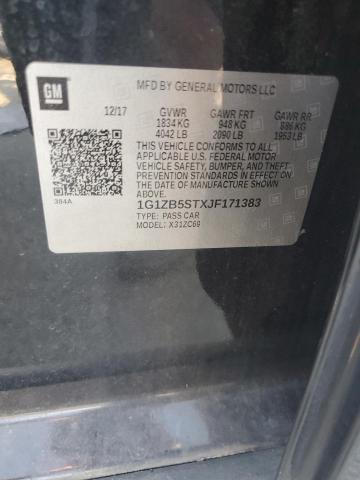 GM
MFD BY GENERAL MOTORS LLC
12/17 GVWR GAWR FRT GAWR RR
1834 KG 948 KG 886 KG
4042 LB 2090 LB 1953 LB
THIS VEHICLE CONFORMS TO ALL
APPLICABLE U.S. FEDERAL MOTOR
VEHICLE SAFETY, BUMPER, AND THEFT
PREVENTION STANDARDS IN EFFECT ON
THE DATE OF MANUFACTURE SHOWN ABOVE.
384A
1G1ZB5STXJF171383
TYPE: PASS CAR
MODEL: X31ZC69